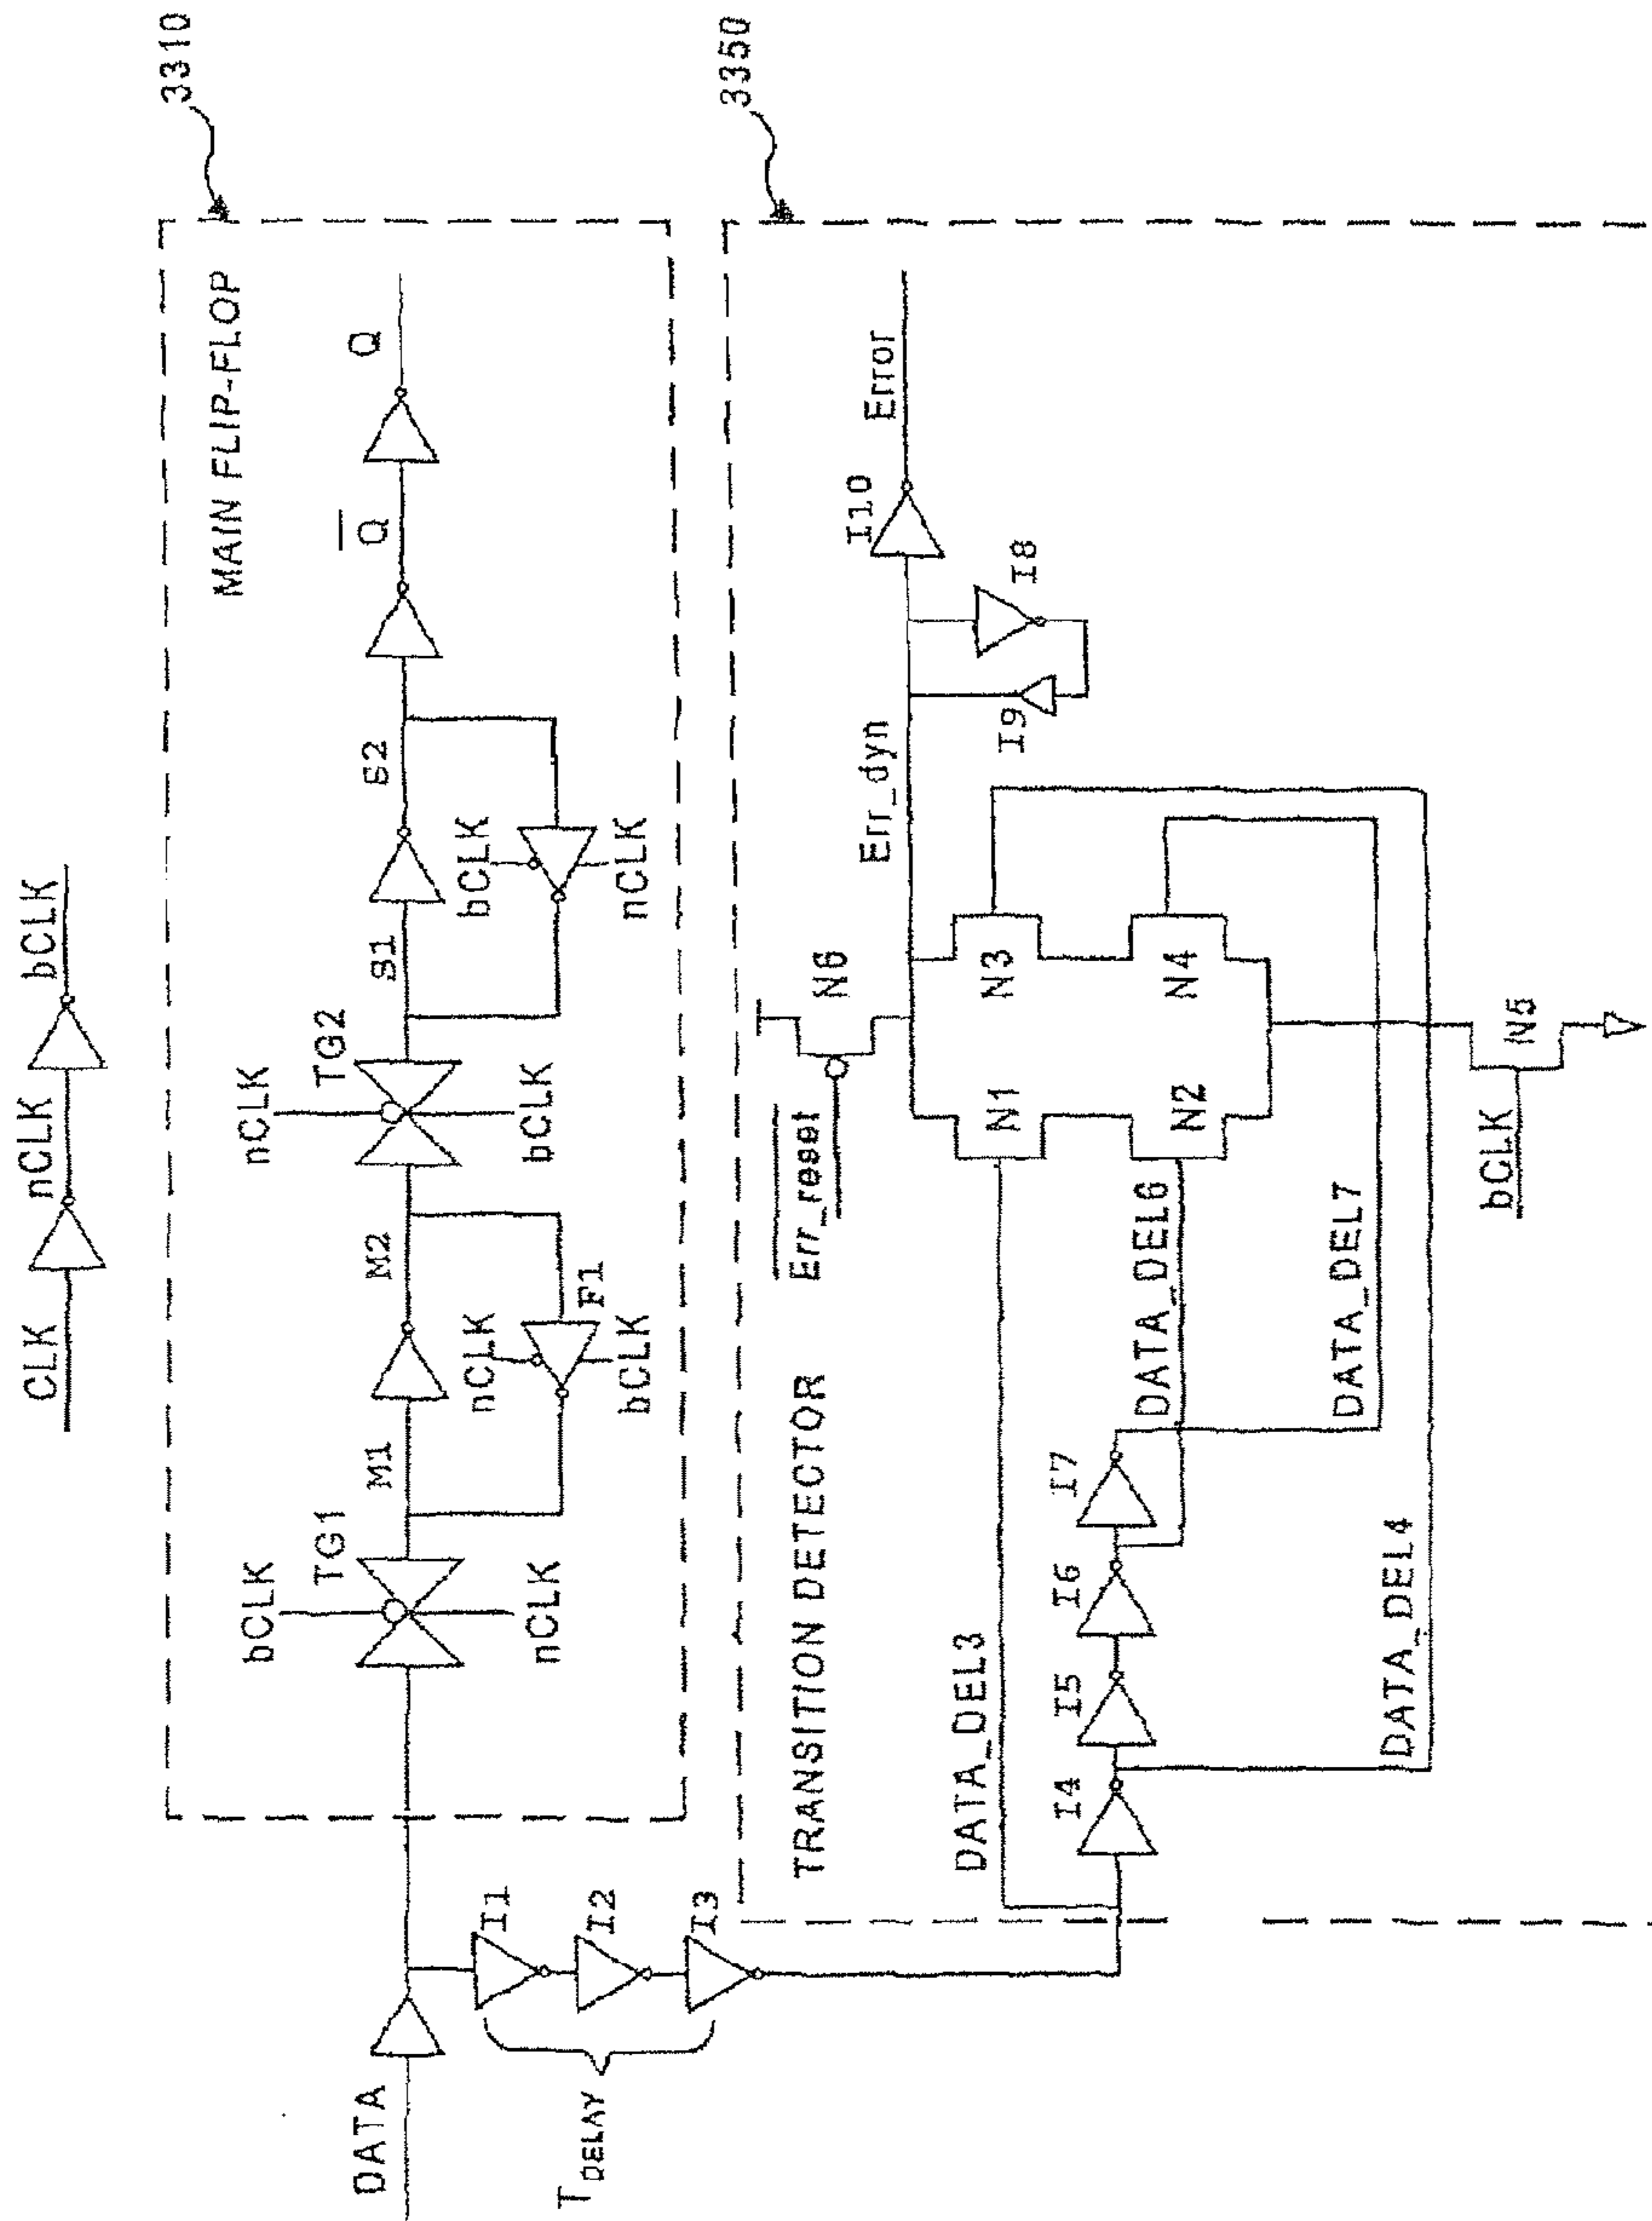 CLK
nCLK
bCLK
3310
MAIN FLIP-FLOP
DATA
bCLK
TG1
nCLK
M1
M2
nCLK
F1
bCLK
nCLK
TG2
bCLK
S1
S2
bCLK
nCLK
Q
Q
TDELAY
I1
I2
I3
3350
TRANSITION DETECTOR
Err_reset
N6
Err_dyn
I10
Error
I9
I8
DATA_DEL3
N1
N3
I4
I5
I6
I7
DATA_DEL6
N2
N4
DATA_DEL7
DATA_DEL4
bCLK
N5